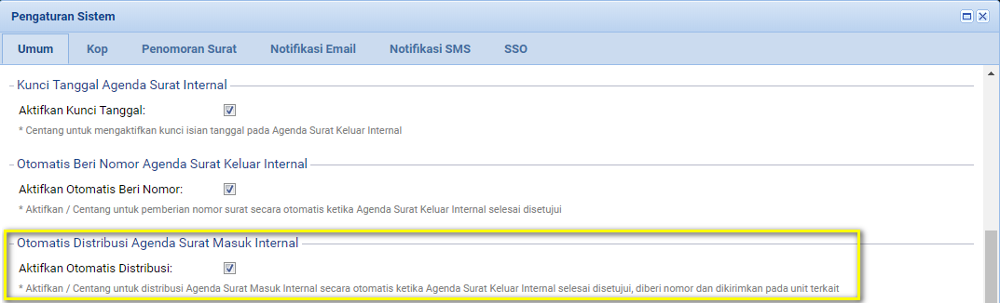 Pengaturan Sistem
Umum Kop Penomoran Surat Notifikasi Email Notifikasi SMS SSO
Kunci Tanggal Agenda Surat Internal
Aktifkan Kunci Tanggal:
* Centang untuk mengaktifkan kunci isian tanggal pada Agenda Surat Keluar Internal
Otomatis Beri Nomor Agenda Surat Keluar Internal
Aktifkan Otomatis Beri Nomor:
* Aktifkan / Centang untuk pemberian nomor surat secara otomatis ketika Agenda Surat Keluar Internal selesai disetujui
Otomatis Distribusi Agenda Surat Masuk Internal
Aktifkan Otomatis Distribusi:
* Aktifkan / Centang untuk distribusi Agenda Surat Masuk Internal secara otomatis ketika Agenda Surat Keluar Internal selesai disetujui, diberi nomor dan dikirimkan pada unit terkait